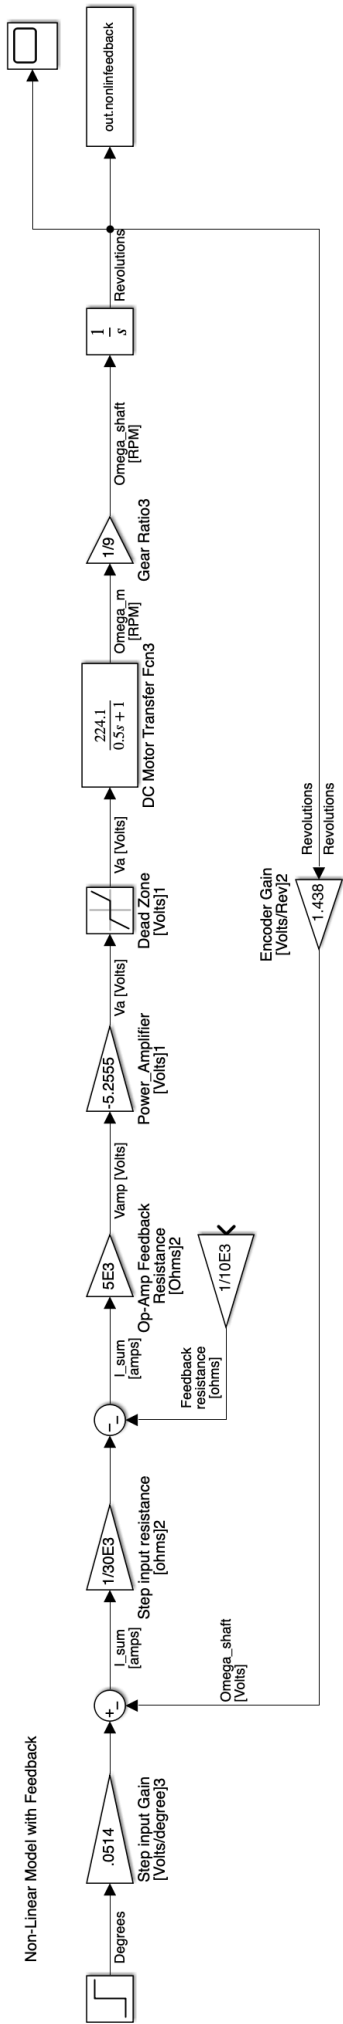 Non-Linear Model with Feedback
Degrees
.0514
Step input Gain
[Volts/degree]3
+
−
I_sum
[amps]
1/30E3
Step input resistance
[ohms]2
−
−
I_sum
[amps]
5E3
Op-Amp Feedback
Resistance
[Ohms]2
Vamp [Volts]
-5.2555
Power_Amplifier
[Volts]1
Va [Volts]
Dead Zone
[Volts]1
Va [Volts]
224.1
0.5s + 1
DC Motor Transfer Fcn3
Omega_m
[RPM]
1/9
Gear Ratio3
Omega_shaft
[RPM]
1
s
Revolutions
out.nonlinfeedback
Feedback
resistance
[ohms]
1/10E3
Omega_shaft
[Volts]
Encoder Gain
[Volts/Rev]2
1.438
Revolutions
Revolutions